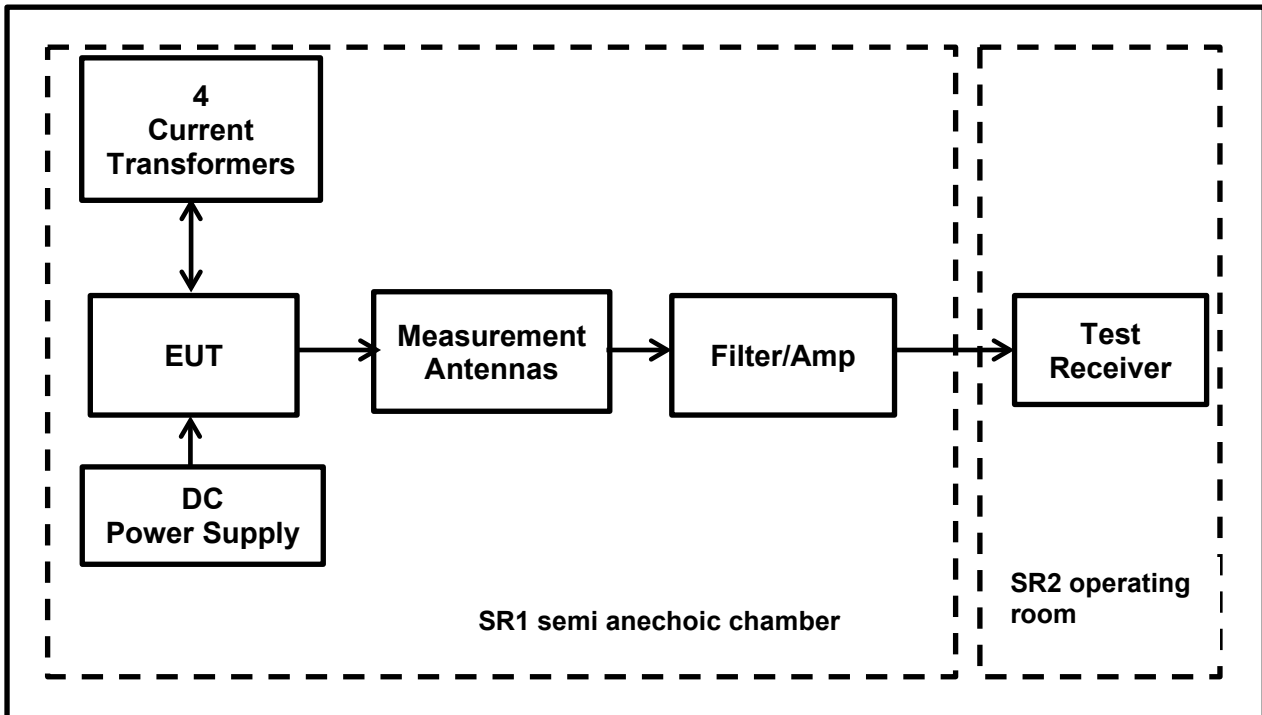 4
Current
Transformers
EUT
Measurement
Antennas
Filter/Amp
Test
Receiver
DC
Power Supply
SR1 semi anechoic chamber
SR2 operating
room